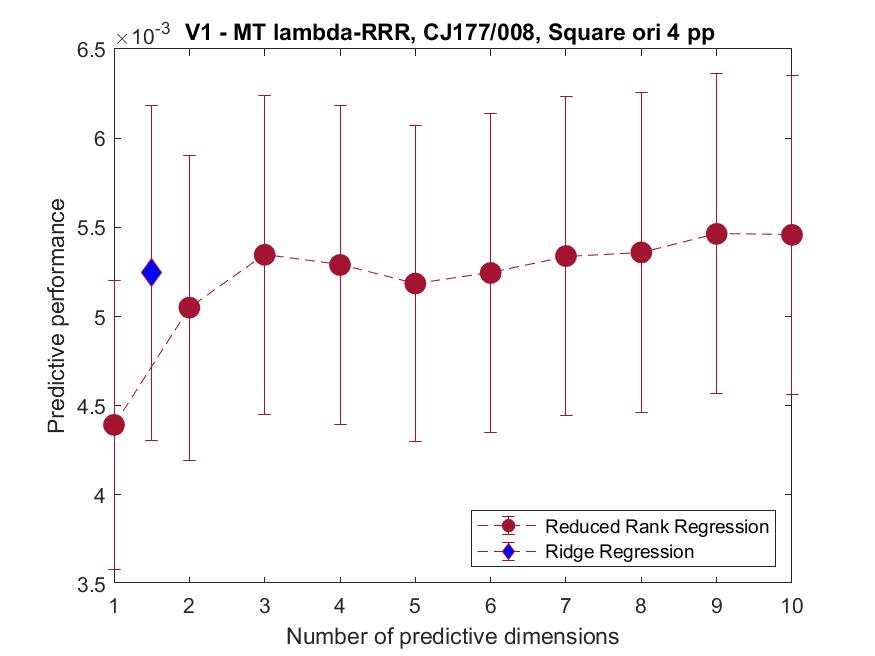 ×10-3
V1 - MT lambda-RRR, CJ177/008, Square ori 4 pp
6.5
6
5.5
5
4.5
4
3.5
Predictive performance
1 2 3 4 5 6 7 8 9 10
Number of predictive dimensions
Reduced Rank Regression
Ridge Regression